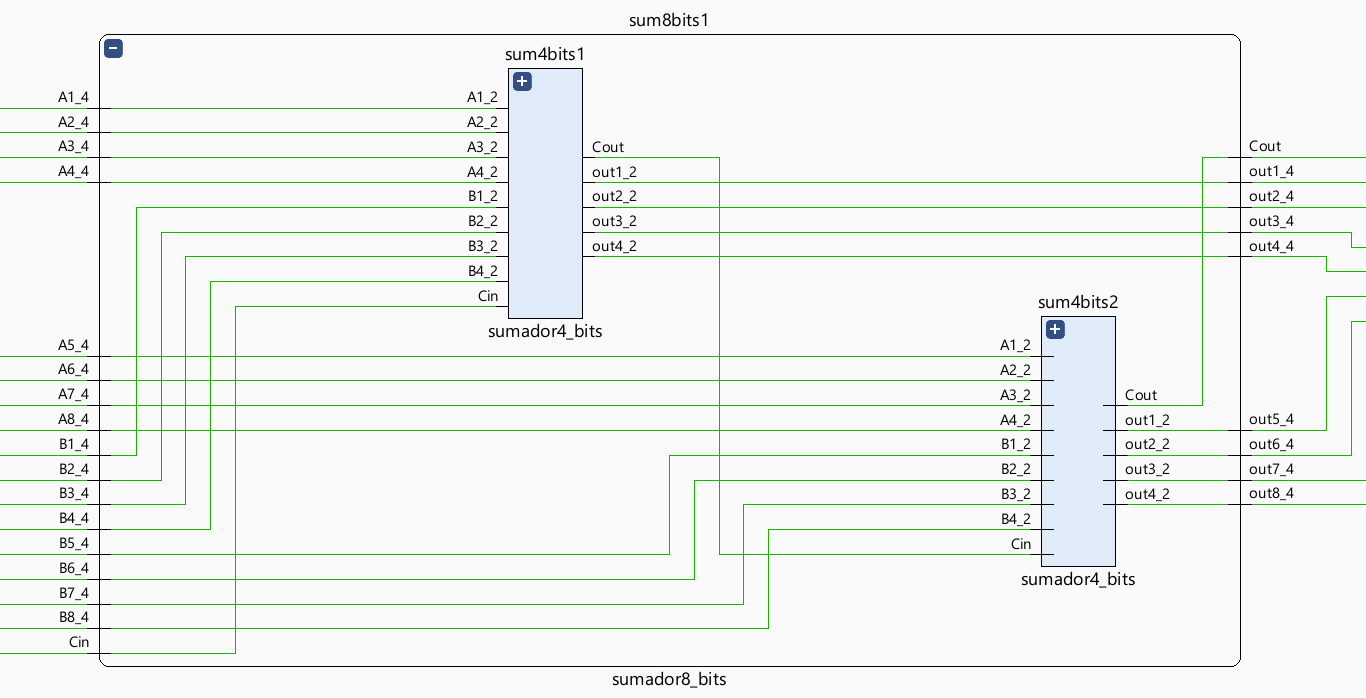 sum8bits1
sum4bits1
A1_4
A2_4
A3_4
A4_4
A1_2
A2_2
A3_2
A4_2
B1_2
B2_2
B3_2
B4_2
Cin
Cout
out1_2
out2_2
out3_2
out4_2
sumador4_bits
Cout
out1_4
out2_4
out3_4
out4_4
A5_4
A6_4
A7_4
A8_4
B1_4
B2_4
B3_4
B4_4
B5_4
B6_4
B7_4
B8_4
Cin
sum4bits2
A1_2
A2_2
A3_2
A4_2
B1_2
B2_2
B3_2
B4_2
Cin
Cout
out1_2
out2_2
out3_2
out4_2
sumador4_bits
out5_4
out6_4
out7_4
out8_4
sumador8_bits